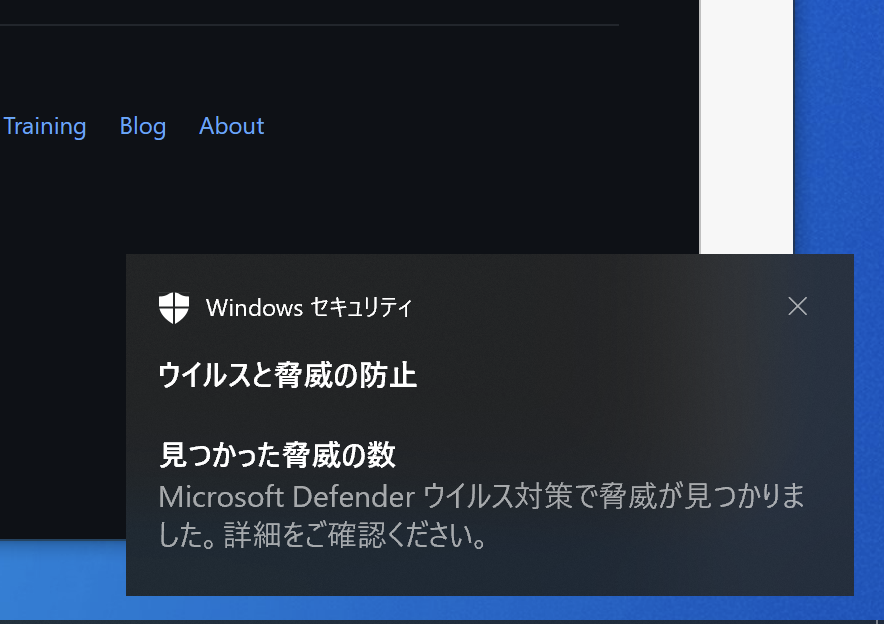 Training Blog About
Windows セキュリティ
ウイルスと脅威の防止
見つかった脅威の数
Microsoft Defender ウイルス対策で脅威が見つかりま
した。詳細をご確認ください。